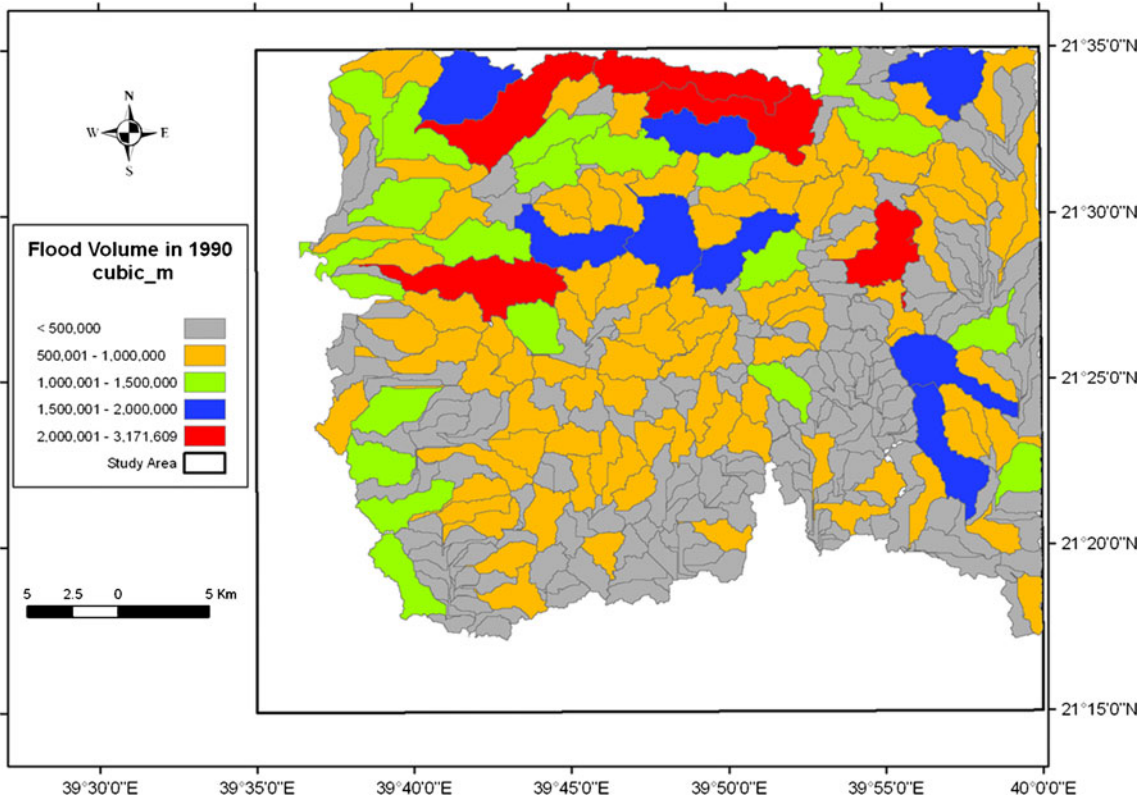 N
W E
S
Flood Volume in 1990
cubic_m
< 500,000
500,001 - 1,000,000
1,000,001 - 1,500,000
1,500,001 - 2,000,000
2,000,001 - 3,171,609
Study Area
5 2.5 0 5 Km
21°35'0"N
21°30'0"N
21°25'0"N
21°20'0"N
21°15'0"N
39°30'0"E 39°35'0"E 39°40'0"E 39°45'0"E 39°50'0"E 39°55'0"E 40°0'0"E